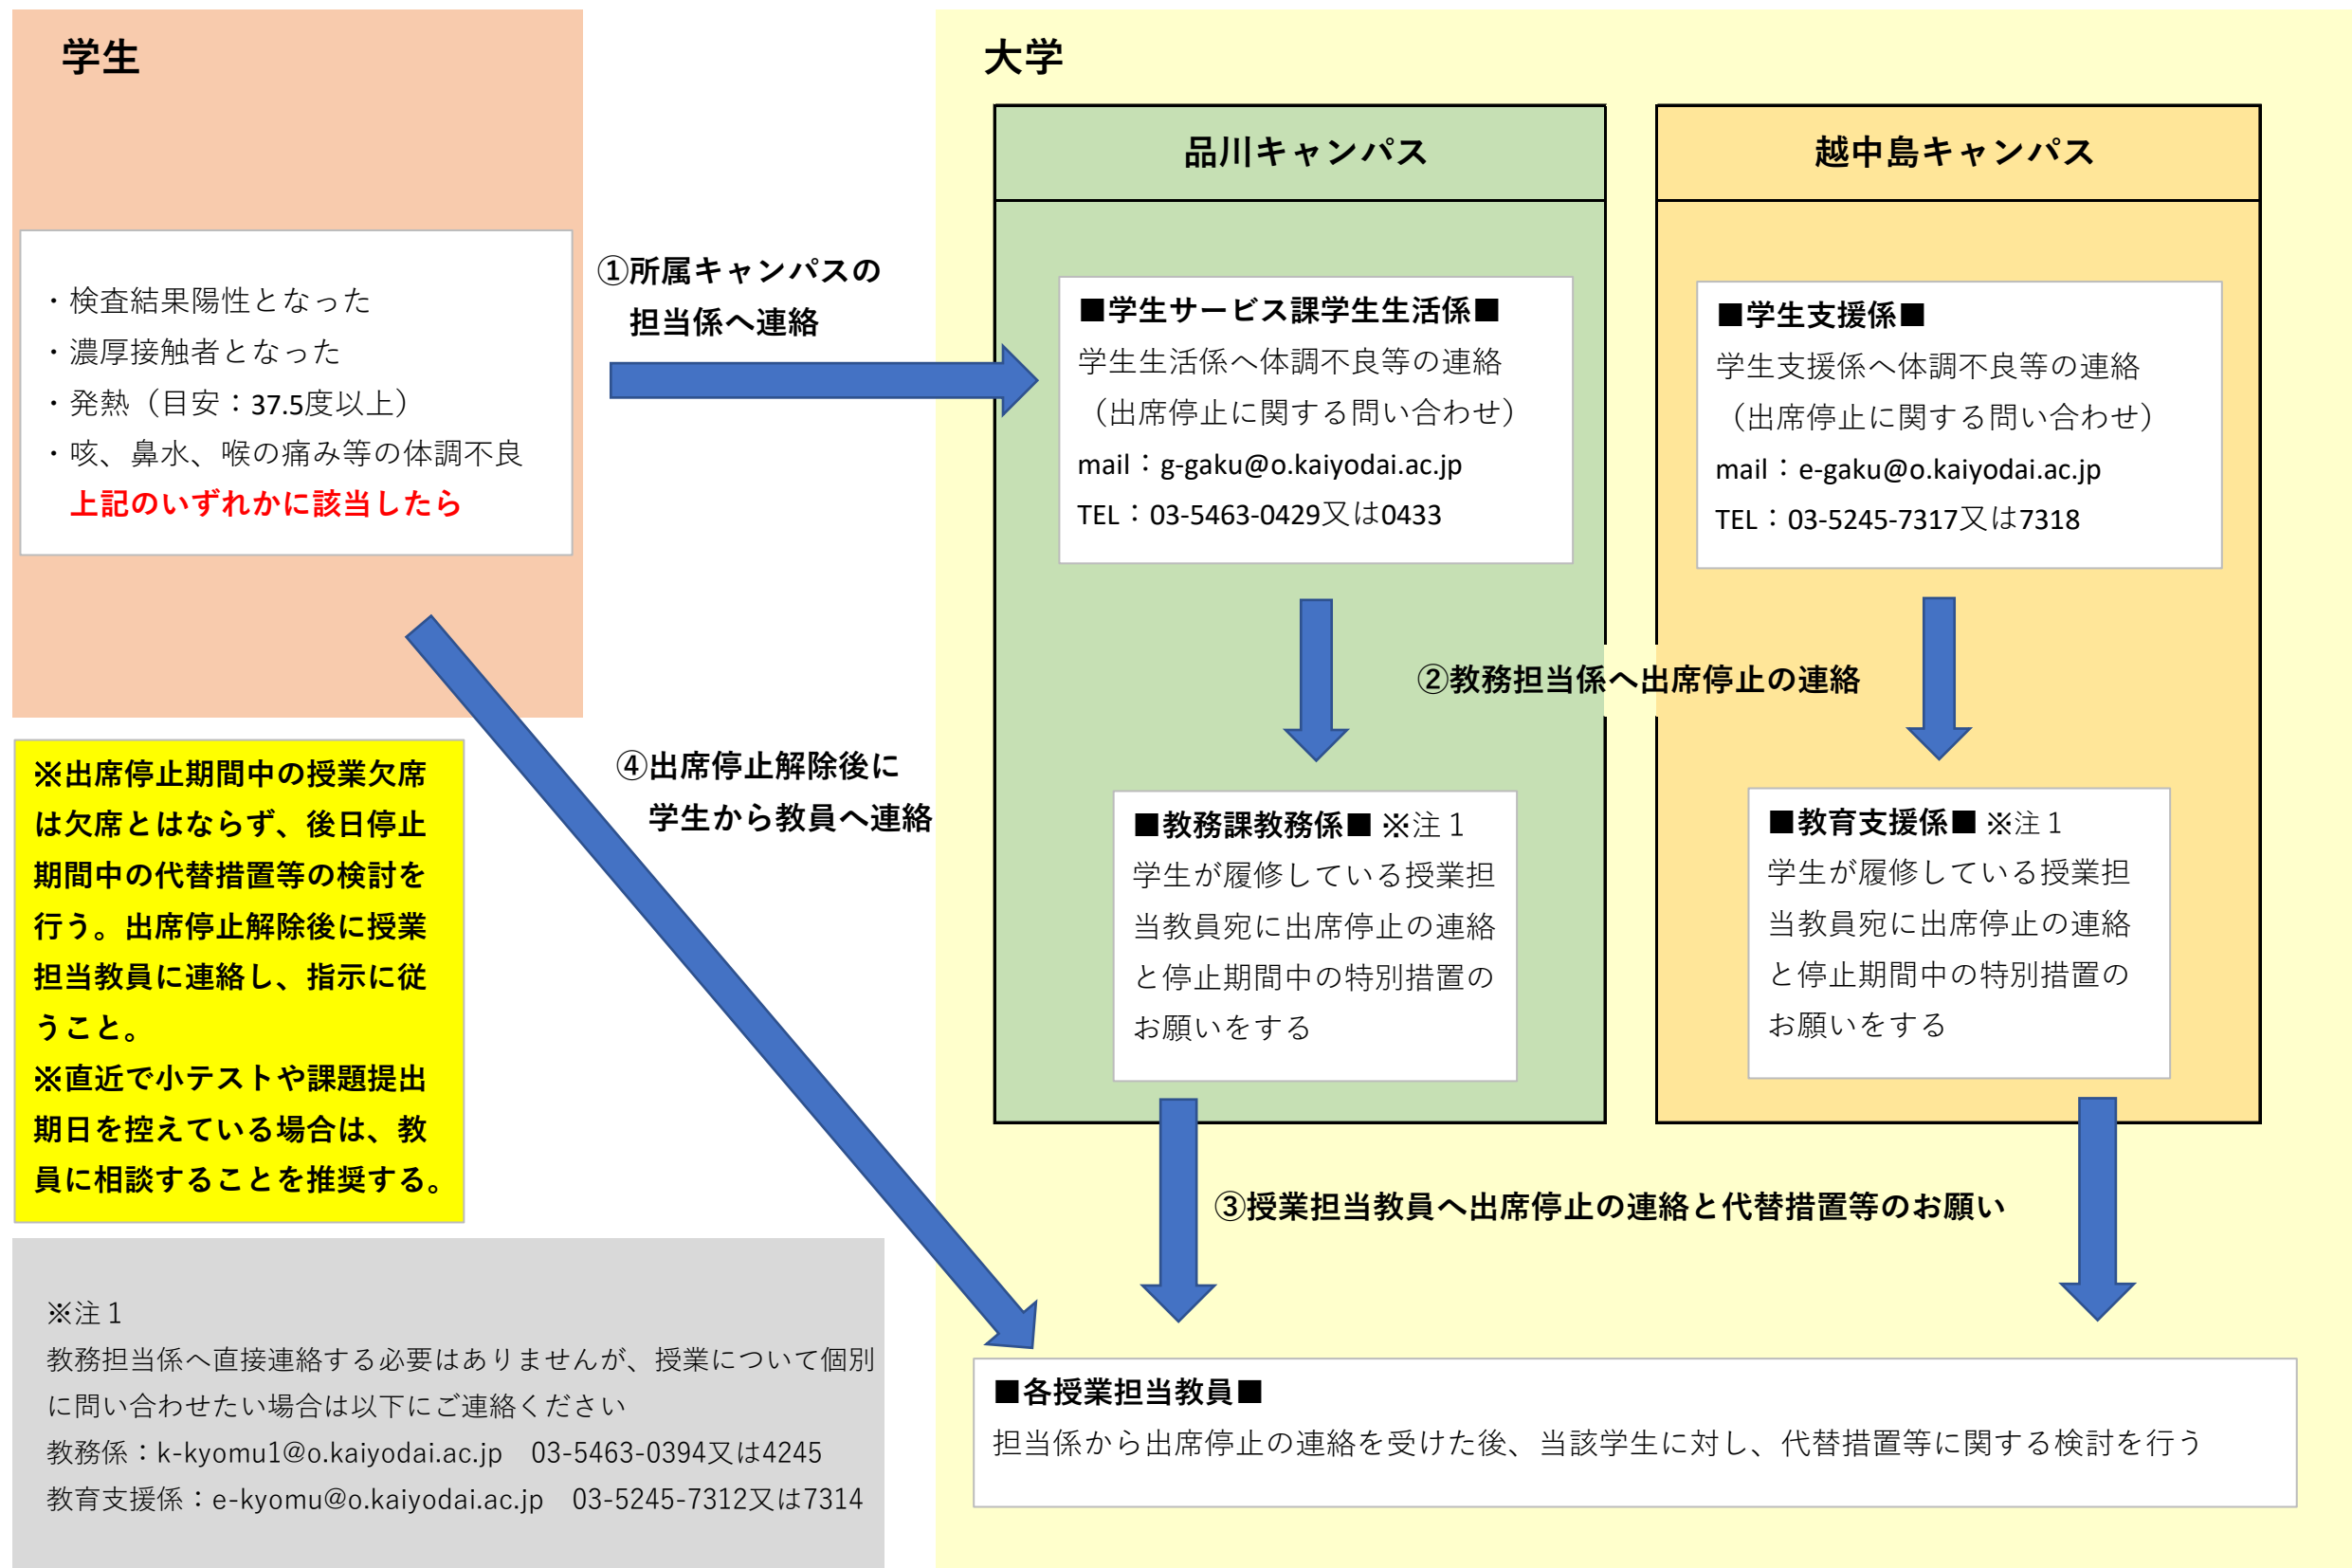 学生
・検査結果陽性となった
・濃厚接触者となった
・発熱（目安：37.5度以上）
・咳、鼻水、喉の痛み等の体調不良
上記のいずれかに該当したら
①所属キャンパスの
担当係へ連絡
大学
品川キャンパス
■学生サービス課学生生活係■
学生生活係へ体調不良等の連絡
（出席停止に関する問い合わせ）
mail：g-gaku@o.kaiyodai.ac.jp
TEL：03-5463-0429又は0433
越中島キャンパス
■学生支援係■
学生支援係へ体調不良等の連絡
（出席停止に関する問い合わせ）
mail：e-gaku@o.kaiyodai.ac.jp
TEL：03-5245-7317又は7318
②教務担当係へ出席停止の連絡
■教務課教務係■ ※注１
学生が履修している授業担
当教員宛に出席停止の連絡
と停止期間中の特別措置の
お願いをする
■教育支援係■ ※注１
学生が履修している授業担
当教員宛に出席停止の連絡
と停止期間中の特別措置の
お願いをする
③授業担当教員へ出席停止の連絡と代替措置等のお願い
④出席停止解除後に
学生から教員へ連絡
■各授業担当教員■
担当係から出席停止の連絡を受けた後、当該学生に対し、代替措置等に関する検討を行う
※出席停止期間中の授業欠席
は欠席とはならず、後日停止
期間中の代替措置等の検討を
行う。出席停止解除後に授業
担当教員に連絡し、指示に従
うこと。
※直近で小テストや課題提出
期日を控えている場合は、教
員に相談することを推奨する。
※注１
教務担当係へ直接連絡する必要はありませんが、授業について個別
に問い合わせたい場合は以下にご連絡ください
教務係：k-kyomu1@o.kaiyodai.ac.jp　03-5463-0394又は4245
教育支援係：e-kyomu@o.kaiyodai.ac.jp　03-5245-7312又は7314